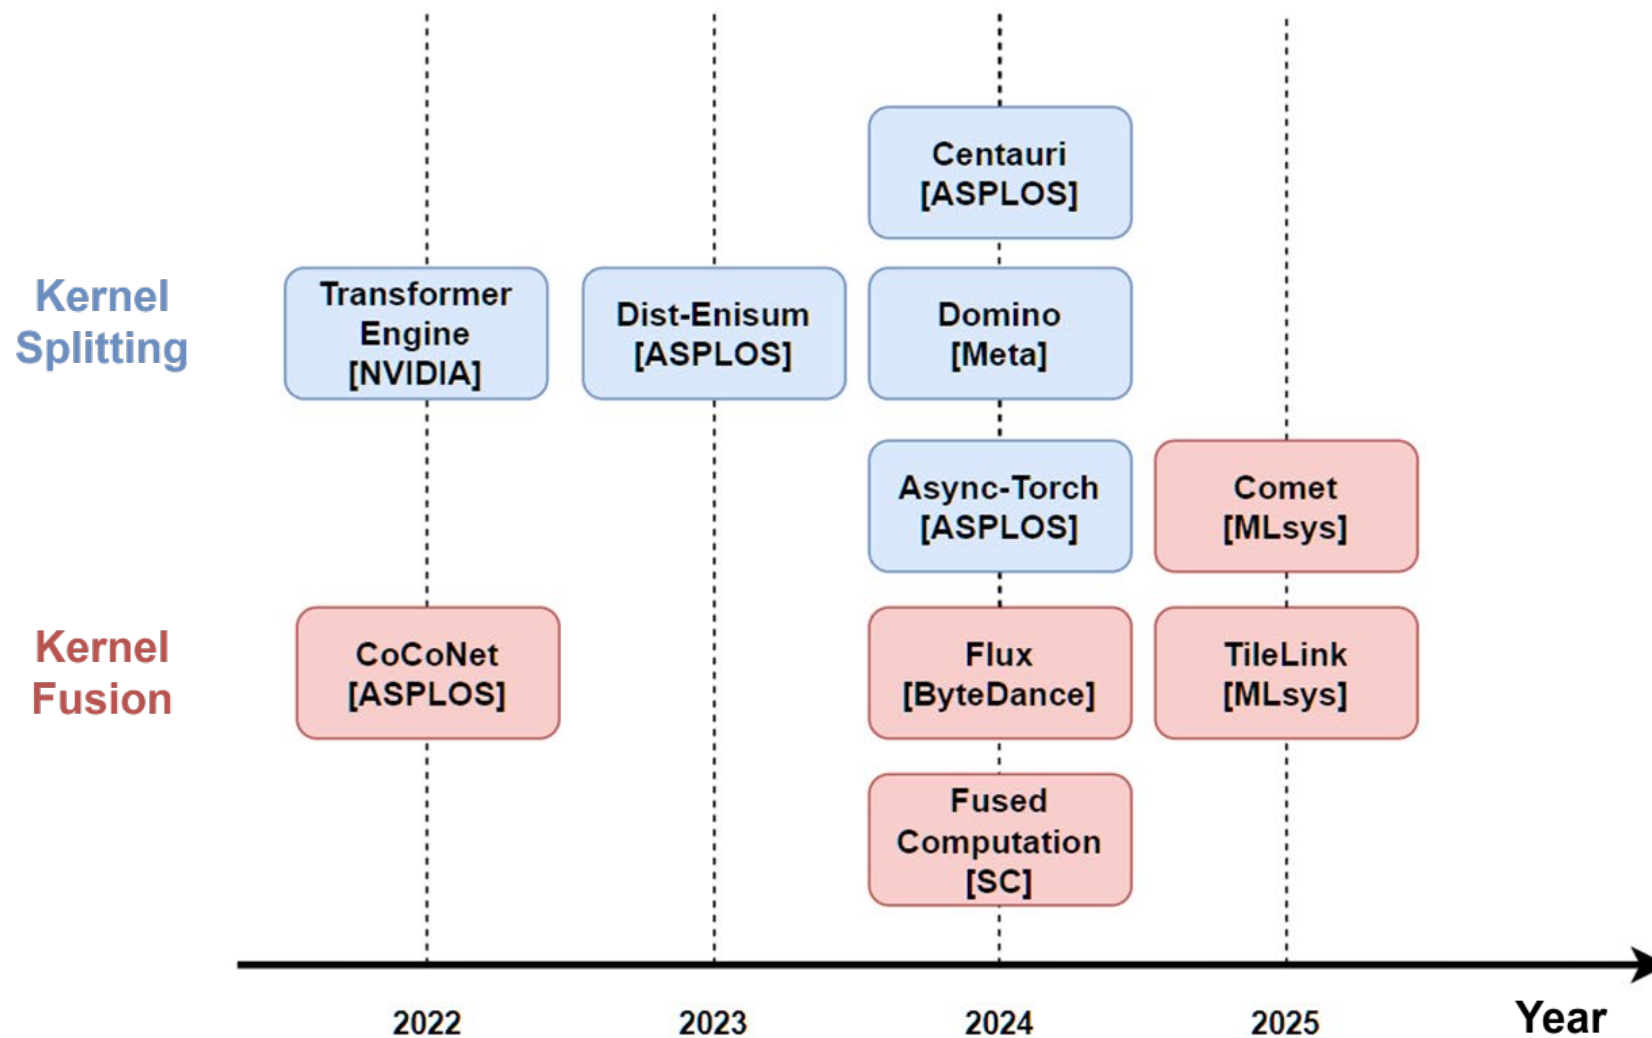 Centauri
[ASPLOS]
Kernel
Splitting
Transformer
Engine
[NVIDIA]
Dist-Enisum
[ASPLOS]
Domino
[Meta]
Async-Torch
[ASPLOS]
Comet
[MLsys]
Kernel
Fusion
CoCoNet
[ASPLOS]
Flux
[ByteDance]
TileLink
[MLsys]
Fused
Computation
[SC]
2022
2023
2024
2025
Year